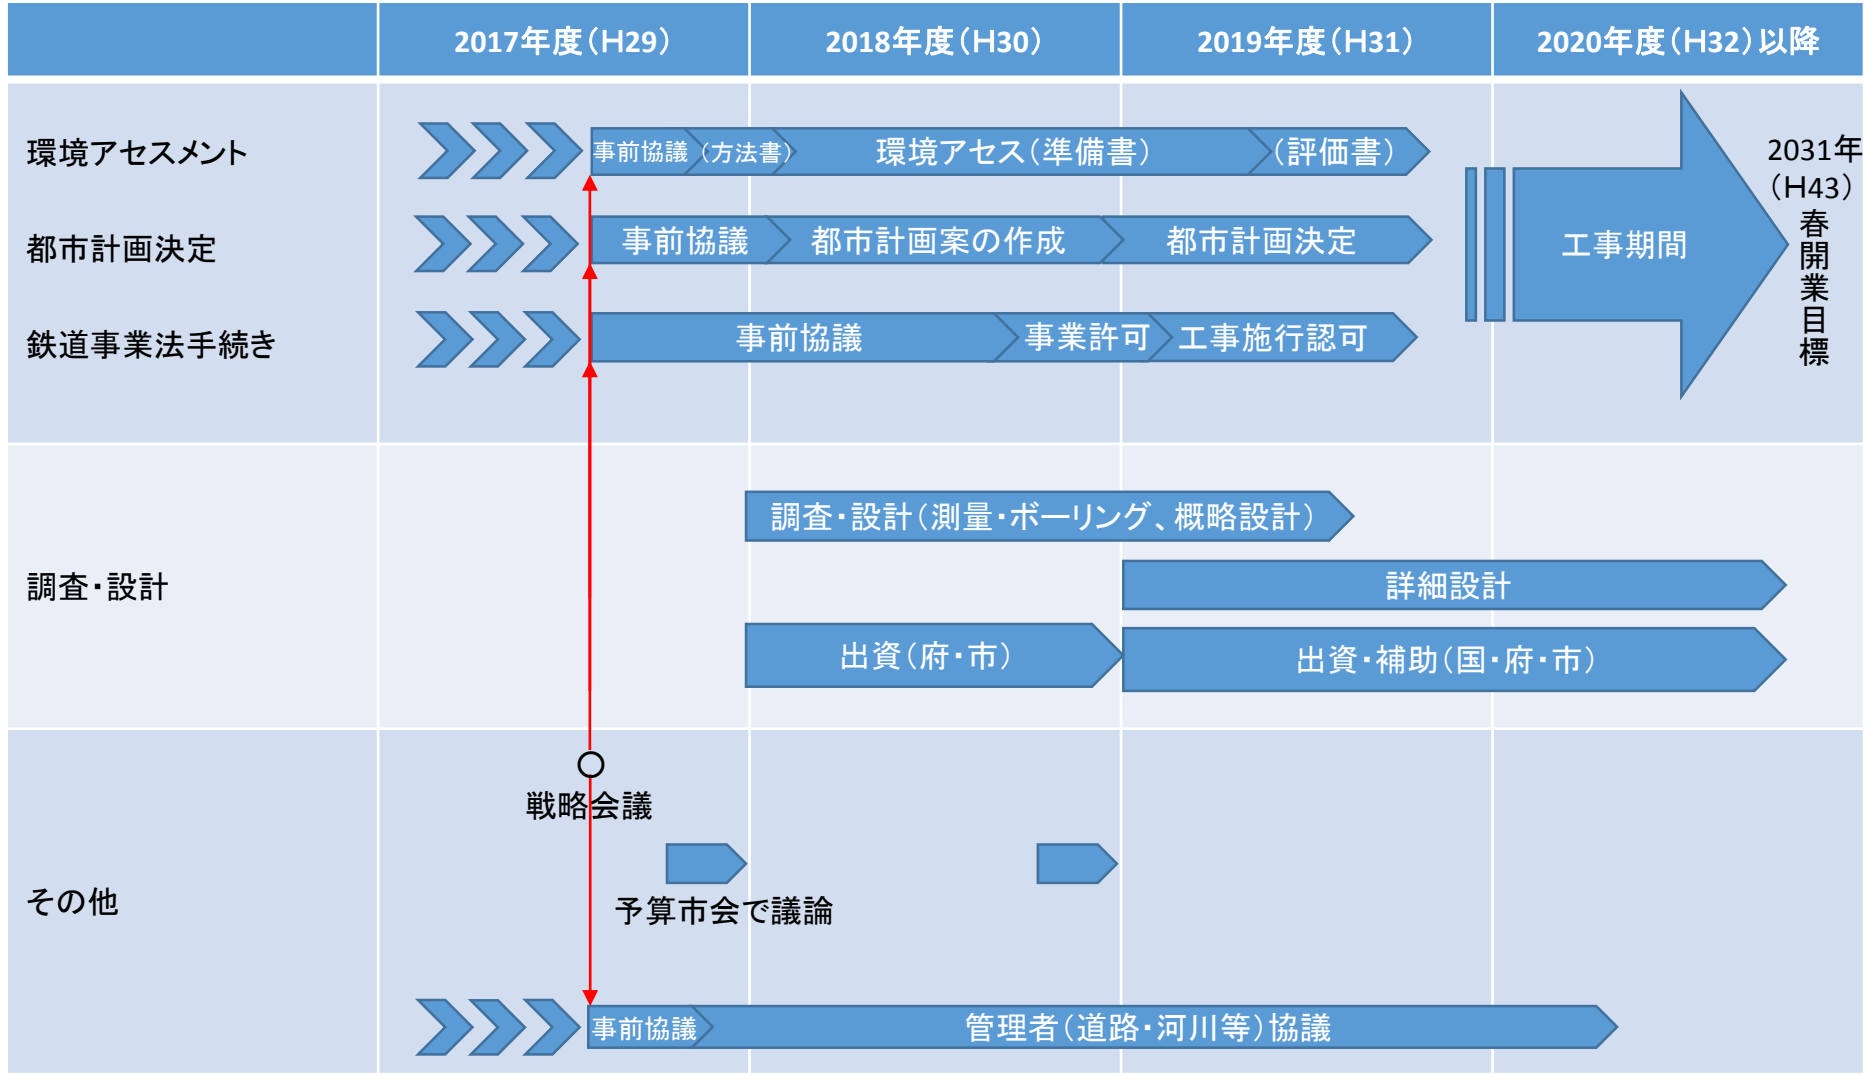 2017年度（H29）
2018年度（H30）
2019年度（H31）
2020年度（H32）以降
環境アセスメント
事前協議
（方法書）
環境アセス（準備書）
（評価書）
都市計画決定
事前協議
都市計画案の作成
都市計画決定
鉄道事業法手続き
事前協議
事業許可
工事施行認可
工事期間
2031年
（H43）
春開業目標
調査・設計
調査・設計（測量・ボーリング、概略設計）
詳細設計
出資（府・市）
出資・補助（国・府・市）
その他
戦略会議
予算市会で議論
事前協議
管理者（道路・河川等）協議